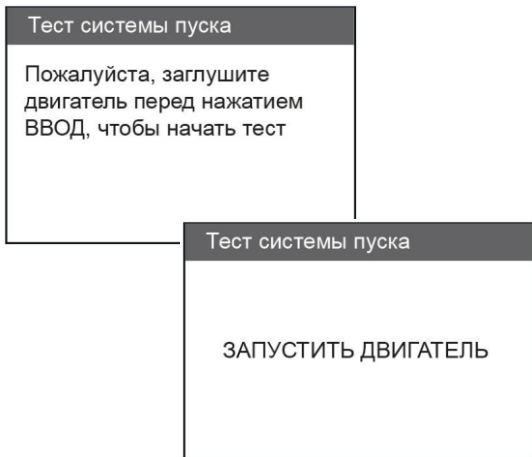 Тест системы пуска
Пожалуйста, заглушите
двигатель перед нажатием
ВВОД, чтобы начать тест
Тест системы пуска
ЗАПУСТИТЬ ДВИГАТЕЛЬ